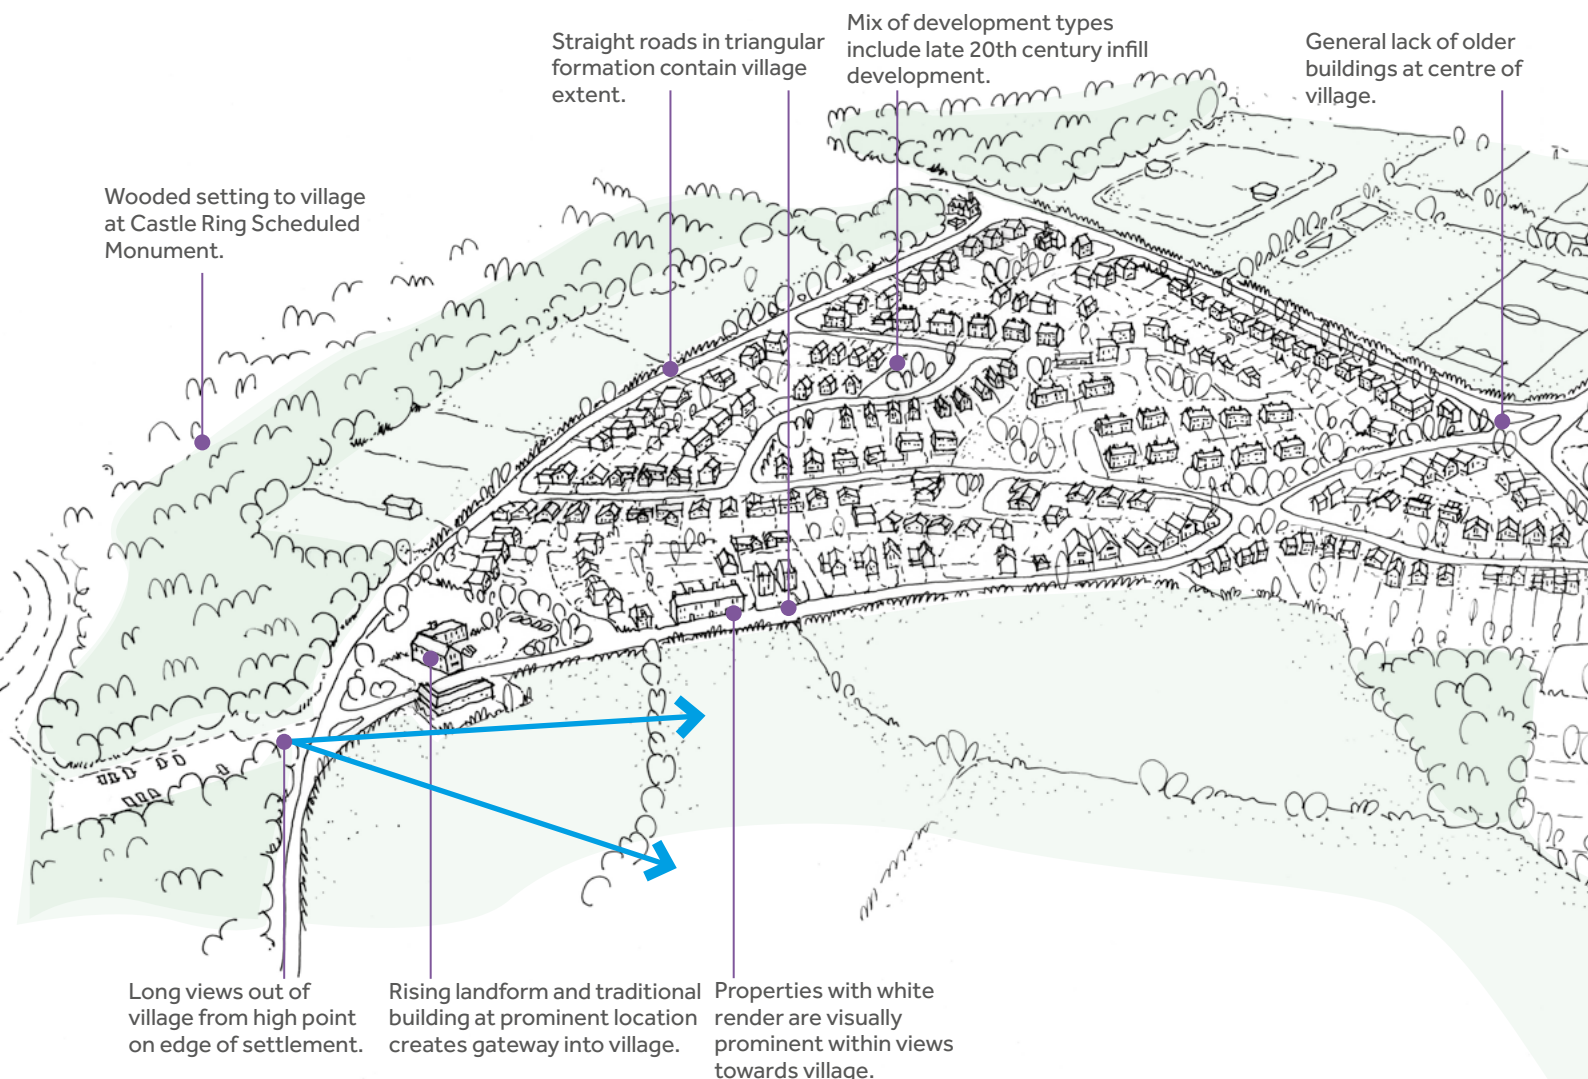 Straight roads in triangular
formation contain village
extent.
Mix of development types
include late 20th century infill
development.
General lack of older
buildings at centre of
village.
Wooded setting to village
at Castle Ring Scheduled
Monument.
Long views out of
village from high point
on edge of settlement.
Rising landform and traditional
building at prominent location
creates gateway into village.
Properties with white
render are visually
prominent within views
towards village.